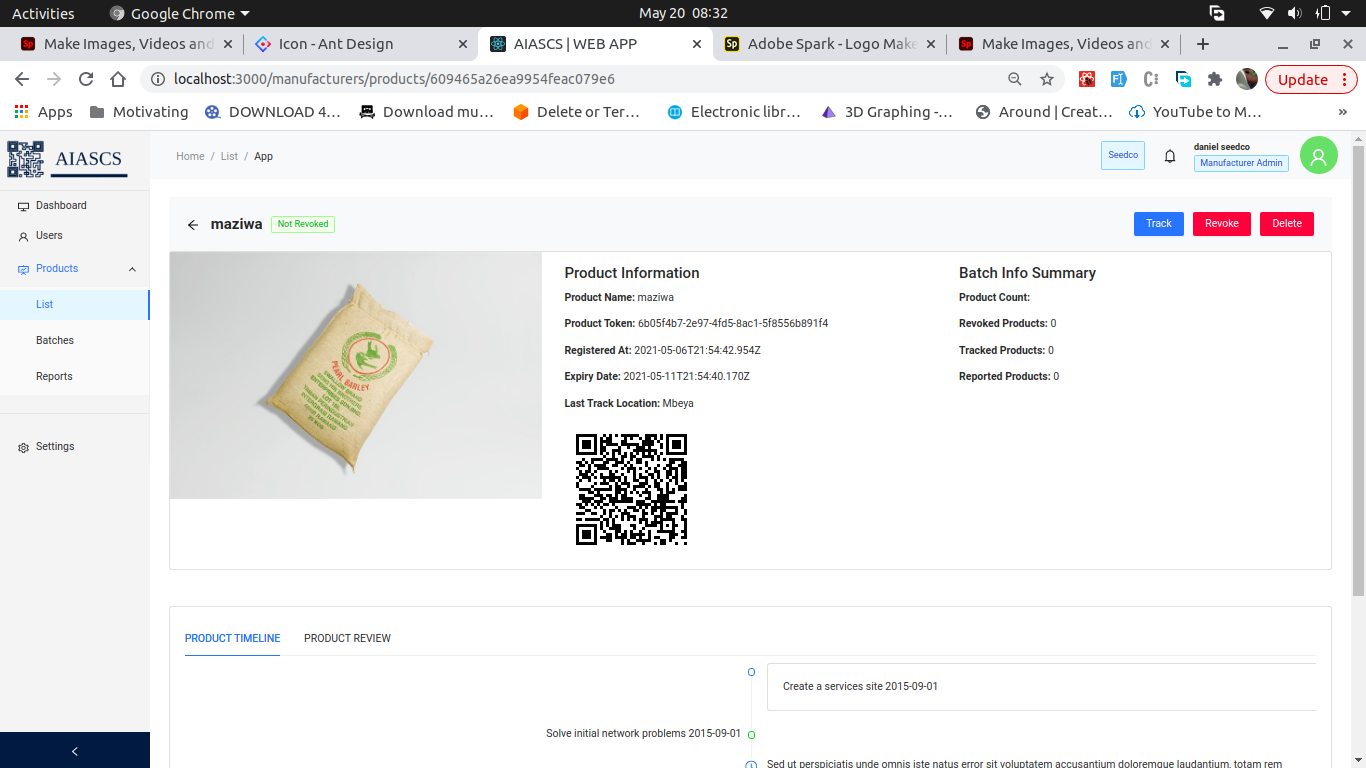 Activities
Google Chrome
May 20 08:32
Make Images, Videos and
Icon - Ant Design
AIASCS | WEB APP
Adobe Spark - Logo Make
Make Images, Videos and
localhost:3000/manufacturers/products/609465a26ea9954feac079e6
Update
Apps
Motivating
DOWNLOAD 4...
Download mu...
Delete or Ter...
Electronic libr...
3D Graphing -...
Around | Creat...
YouTube to M...
»
AIASCS
Home / List / App
Seedco
daniel seedco
Manufacturer Admin
Dashboard
Users
Products
List
Batches
Reports
Settings
maziwa
Not Revoked
Track
Revoke
Delete
PEARL BARLEY
Product Information
Product Name: maziwa
Product Token: 6b05f4b7-2e97-4fd5-8ac1-5f8556b891f4
Registered At: 2021-05-06T21:54:42.954Z
Expiry Date: 2021-05-11T21:54:40.170Z
Last Track Location: Mbeya
Batch Info Summary
Product Count:
Revoked Products: 0
Tracked Products: 0
Reported Products: 0
PRODUCT TIMELINE
PRODUCT REVIEW
Create a services site 2015-09-01
Solve initial network problems 2015-09-01
Sed ut perspiciatis unde omnis iste natus error sit voluptatem accusantium doloremque laudantium, totam rem